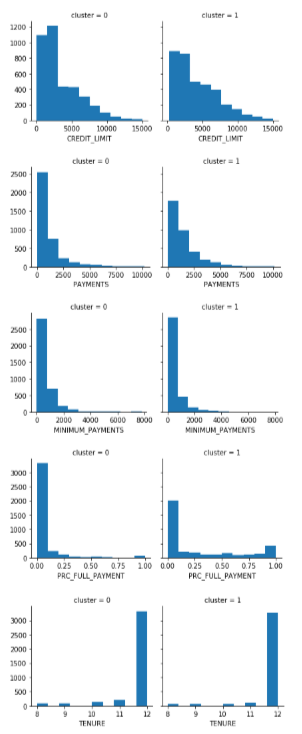 cluster = 0 cluster = 1
1200
1000
800
600
400
200
0
0 5000 10000 15000 0 5000 10000 15000
CREDIT_LIMIT CREDIT_LIMIT
cluster = 0 cluster = 1
2500
2000
1500
1000
500
0
0 2500 5000 7500 10000 0 2500 5000 7500 10000
PAYMENTS PAYMENTS
cluster = 0 cluster = 1
2500
2000
1500
1000
500
0
0 2000 4000 6000 8000 0 2000 4000 6000 8000
MINIMUM_PAYMENTS MINIMUM_PAYMENTS
cluster = 0 cluster = 1
3000
2500
2000
1500
1000
500
0
0.00 0.25 0.50 0.75 1.00 0.00 0.25 0.50 0.75 1.00
PRC_FULL_PAYMENT PRC_FULL_PAYMENT
cluster = 0 cluster = 1
3000
2500
2000
1500
1000
500
0
8 9 10 11 12 8 9 10 11 12
TENURE TENURE